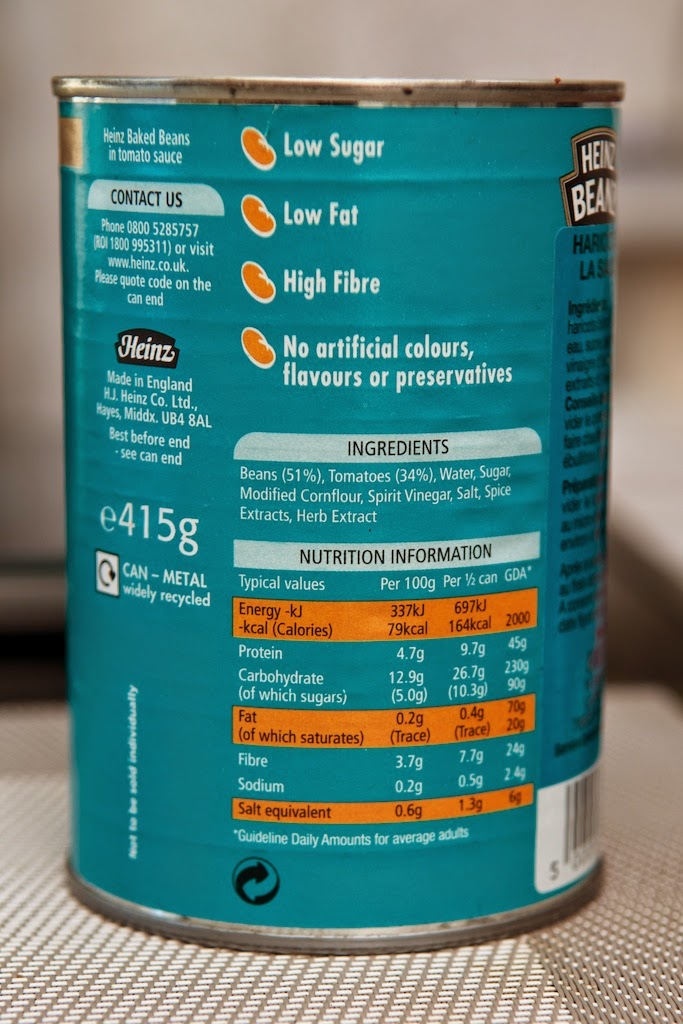 Heinz Baked Beans
in tomato sauce
CONTACT US
Phone 0800 5285757
(ROI 1800 995311) or visit
www.heinz.co.uk.
Please quote code on the
can end
Heinz
Made in England
H.J. Heinz Co. Ltd.,
Hayes, Middx. UB4 8AL
Best before end
- see can end
e415g
CAN – METAL
widely recycled
Not to be sold individually
Low Sugar
Low Fat
High Fibre
No artificial colours,
flavours or preservatives
INGREDIENTS
Beans (51%), Tomatoes (34%), Water, Sugar,
Modified Cornflour, Spirit Vinegar, Salt, Spice
Extracts, Herb Extract
NUTRITION INFORMATION
Typical values Per 100g Per ½ can GDA*
Energy -kJ 337kJ 697kJ
-kcal (Calories) 79kcal 164kcal 2000
Protein 4.7g 9.7g 45g
Carbohydrate 12.9g 26.7g 230g
(of which sugars) (5.0g) (10.3g) 90g
Fat 0.2g 0.4g 70g
(of which saturates) (Trace) (Trace) 20g
Fibre 3.7g 7.7g 24g
Sodium 0.2g 0.5g 2.4g
Salt equivalent 0.6g 1.3g 6g
*Guideline Daily Amounts for average adults
HEINZ
LA
haricots
eau,
extraits
vider le
5